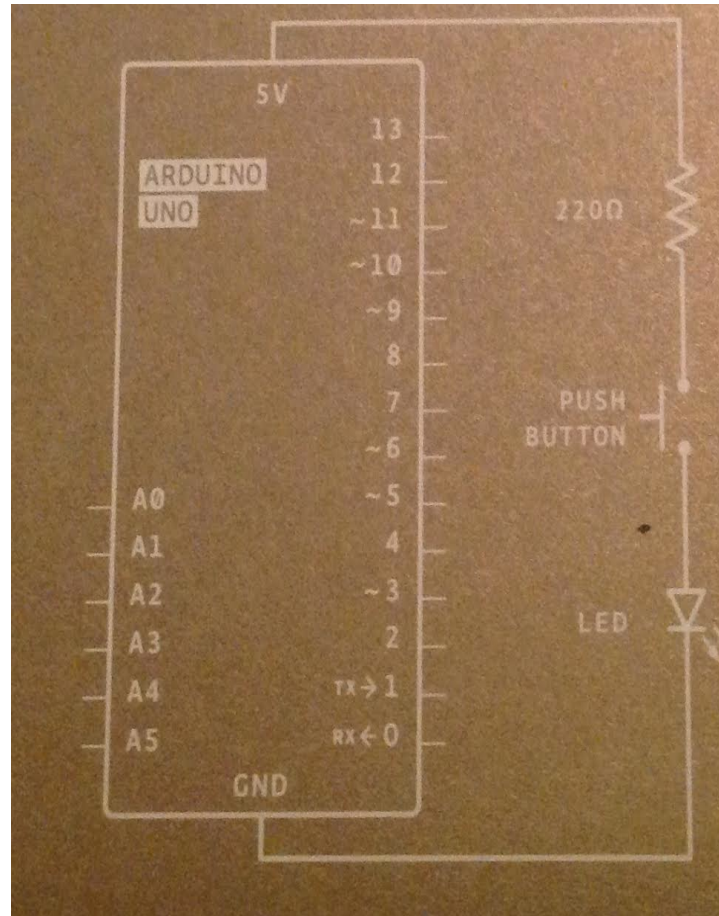 5V
13
ARDUINO
12
UNO
~11
220Ω
~10
~9
8
7
PUSH
BUTTON
~6
A0
~5
A1
4
A2
~3
LED
A3
2
A4
TX→1
A5
RX←0
GND